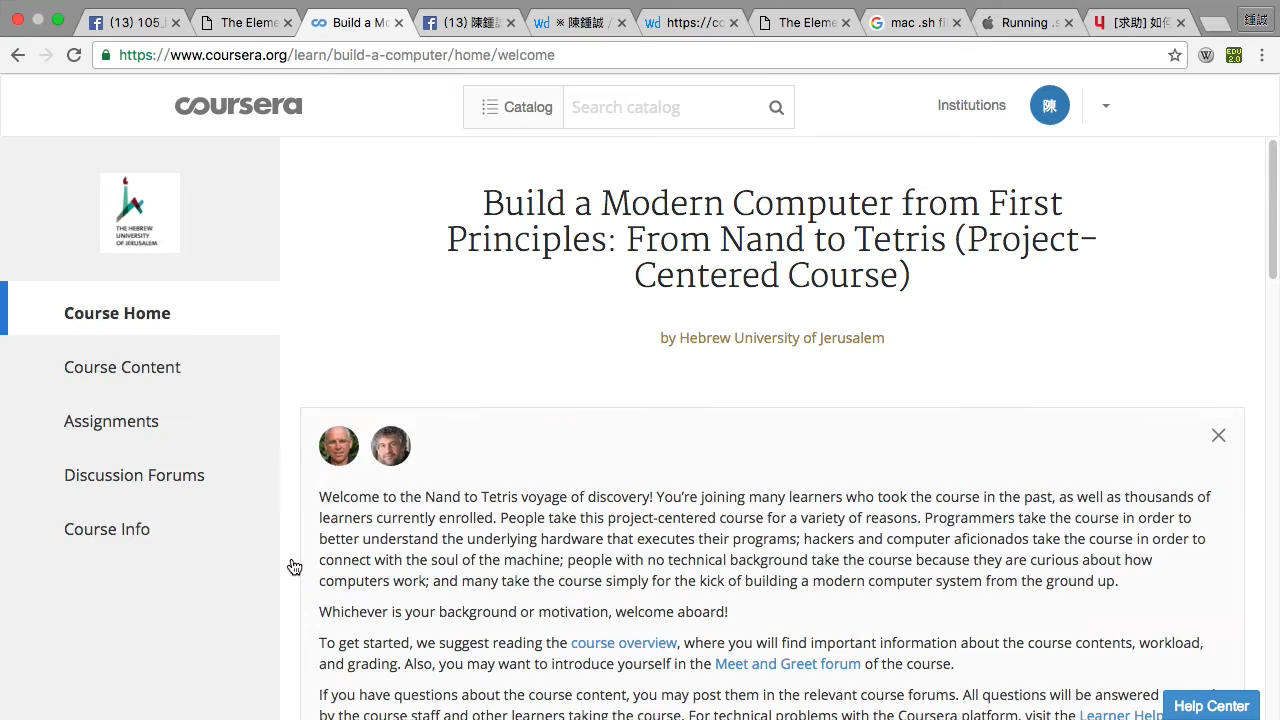 (13) 105_
The Eleme
Build a Mo
(13) 陳鍾誠
※ 陳鍾誠 /
https://cc
The Eleme
mac .sh fi
Running .s
[求助] 如何
鍾誠
https://www.coursera.org/learn/build-a-computer/home/welcome
coursera
Catalog
Search catalog
Institutions
陳
THE HEBREW
UNIVERSITY
OF JERUSALEM
Course Home
Course Content
Assignments
Discussion Forums
Course Info
Build a Modern Computer from First
Principles: From Nand to Tetris (Project-
Centered Course)
by Hebrew University of Jerusalem
Welcome to the Nand to Tetris voyage of discovery! You’re joining many learners who took the course in the past, as well as thousands of
learners currently enrolled. People take this project-centered course for a variety of reasons. Programmers take the course in order to
better understand the underlying hardware that executes their programs; hackers and computer aficionados take the course in order to
connect with the soul of the machine; people with no technical background take the course because they are curious about how
computers work; and many take the course simply for the kick of building a modern computer system from the ground up.
Whichever is your background or motivation, welcome aboard!
To get started, we suggest reading the course overview, where you will find important information about the course contents, workload,
and grading. Also, you may want to introduce yourself in the Meet and Greet forum of the course.
If you have questions about the course content, you may post them in the relevant course forums. All questions will be answered
by the course staff and other learners taking the course. For technical problems with the Coursera platform, visit the Learner Help
Help Center